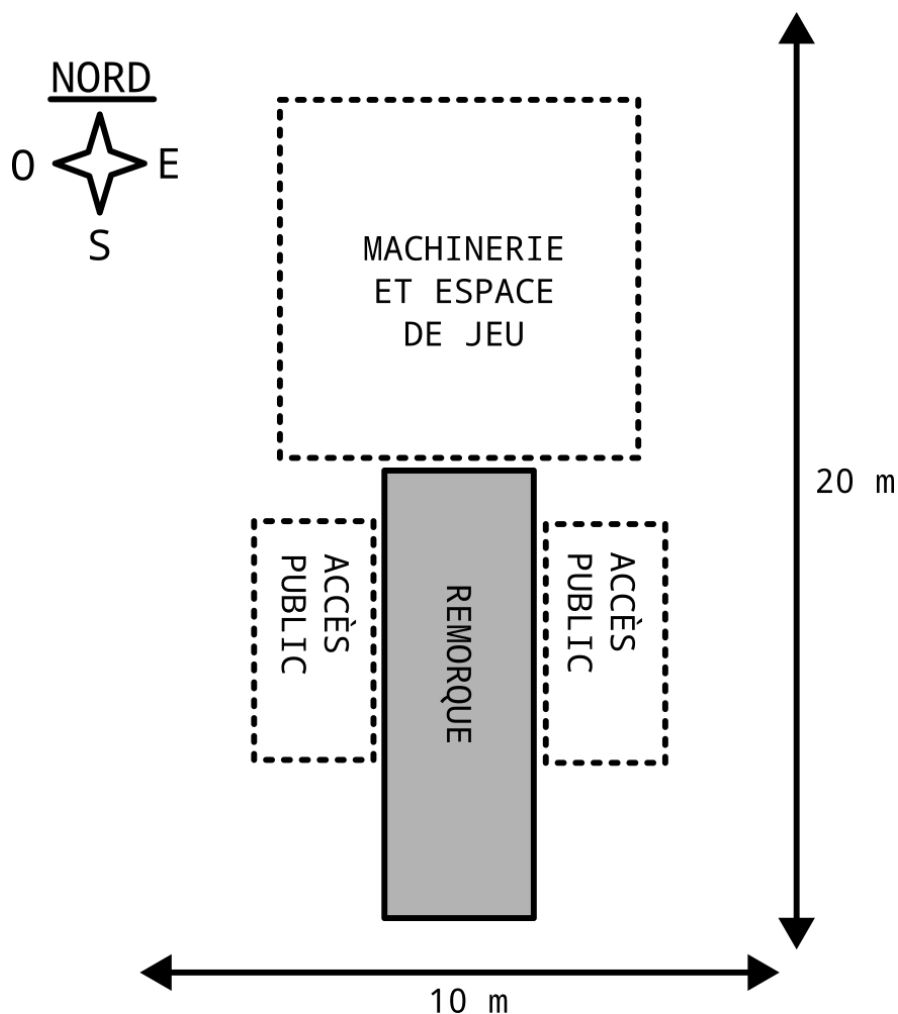 NORD
O
E
S
MACHINERIE
ET ESPACE
DE JEU
20 m
ACCÈS
PUBLIC
REMORQUE
ACCÈS
PUBLIC
10 m